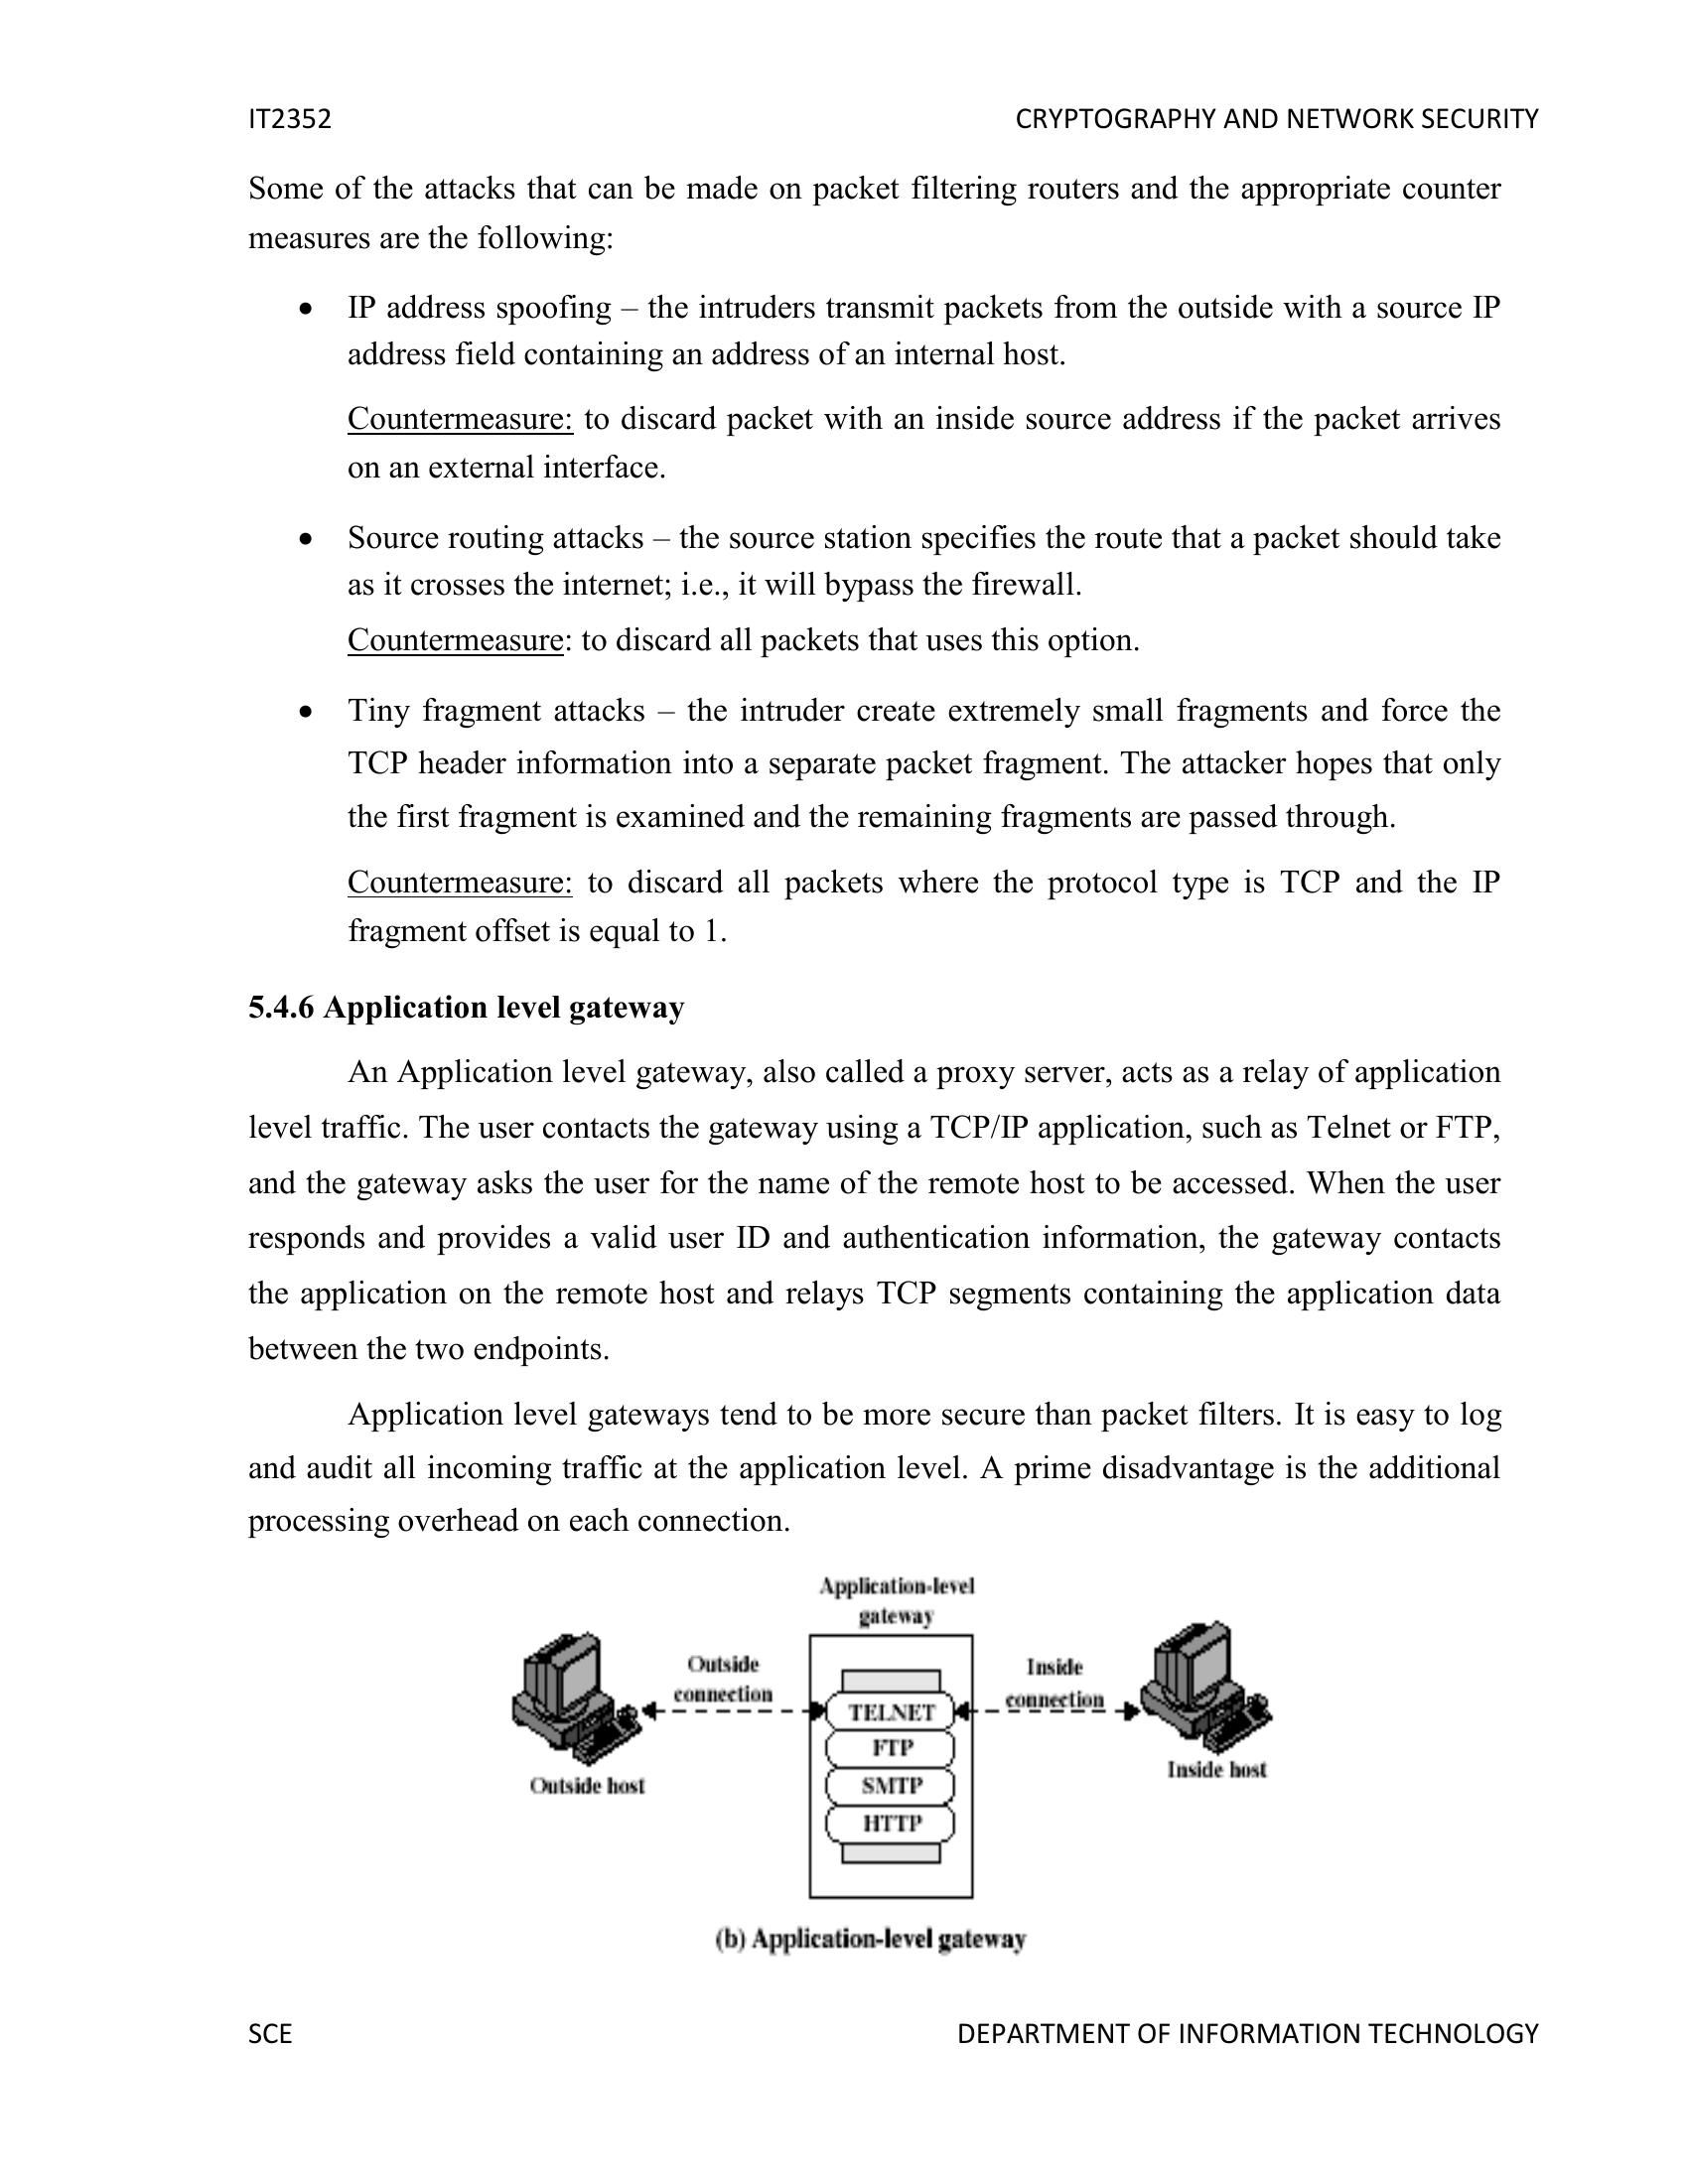 IT2352 CRYPTOGRAPHY AND NETWORK SECURITY
Some of the attacks that can be made on packet filtering routers and the appropriate counter
measures are the following:
• IP address spoofing – the intruders transmit packets from the outside with a source IP
address field containing an address of an internal host.
Countermeasure: to discard packet with an inside source address if the packet arrives
on an external interface.
• Source routing attacks – the source station specifies the route that a packet should take
as it crosses the internet; i.e., it will bypass the firewall.
Countermeasure: to discard all packets that uses this option.
• Tiny fragment attacks – the intruder create extremely small fragments and force the
TCP header information into a separate packet fragment. The attacker hopes that only
the first fragment is examined and the remaining fragments are passed through.
Countermeasure: to discard all packets where the protocol type is TCP and the IP
fragment offset is equal to 1.
5.4.6 Application level gateway
An Application level gateway, also called a proxy server, acts as a relay of application
level traffic. The user contacts the gateway using a TCP/IP application, such as Telnet or FTP,
and the gateway asks the user for the name of the remote host to be accessed. When the user
responds and provides a valid user ID and authentication information, the gateway contacts
the application on the remote host and relays TCP segments containing the application data
between the two endpoints.
Application level gateways tend to be more secure than packet filters. It is easy to log
and audit all incoming traffic at the application level. A prime disadvantage is the additional
processing overhead on each connection.
Application-level
gateway
Outside
connection
Inside
connection
TELNET
FTP
SMTP
HTTP
Outside host
Inside host
(b) Application-level gateway
SCE DEPARTMENT OF INFORMATION TECHNOLOGY